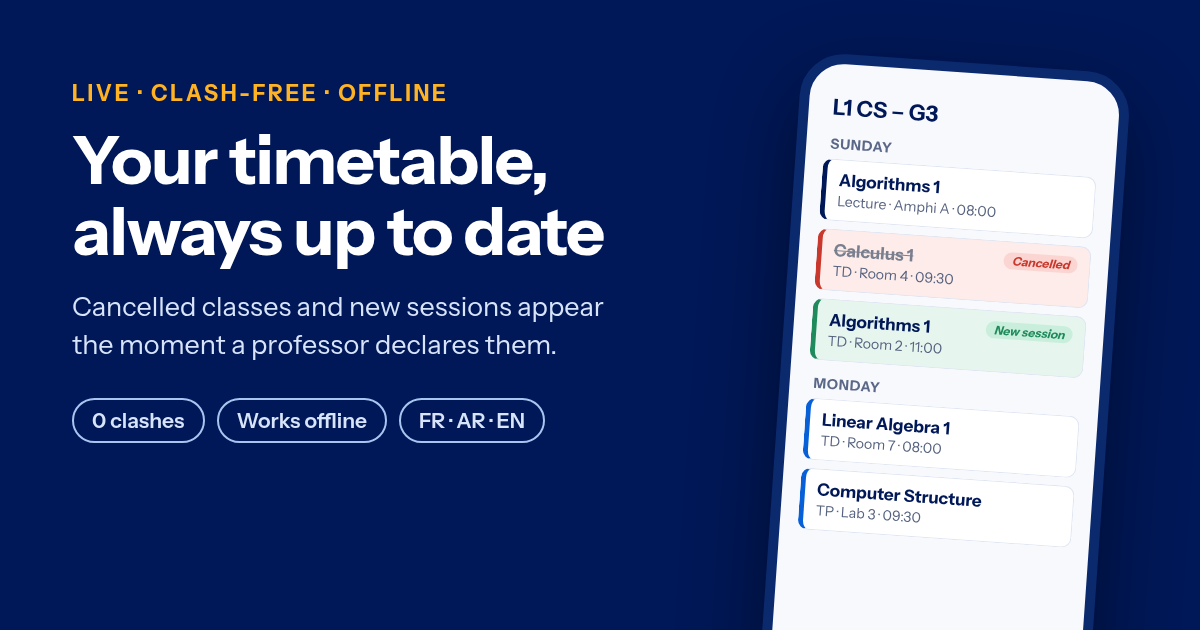 LIVE · CLASH-FREE · OFFLINE
Your timetable,
always up to date
Cancelled classes and new sessions appear
the moment a professor declares them.
0 clashes
Works offline
FR · AR · EN
L1 CS – G3
SUNDAY
Algorithms 1
Lecture · Amphi A · 08:00
Calculus 1
Cancelled
TD · Room 4 · 09:30
Algorithms 1
New session
TD · Room 2 · 11:00
MONDAY
Linear Algebra 1
TD · Room 7 · 08:00
Computer Structure
TP · Lab 3 · 09:30